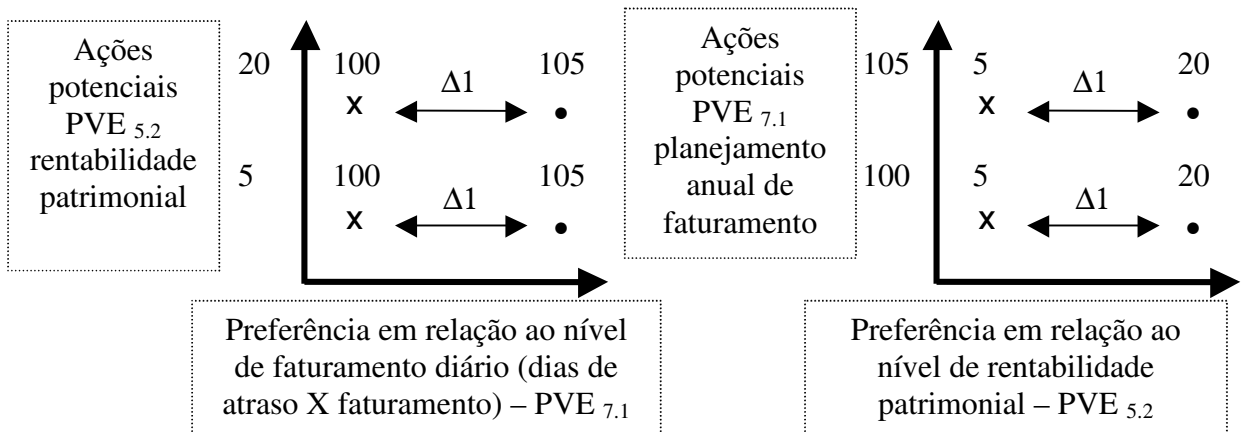 Ações
potenciais
PVE 5.2
rentabilidade
patrimonial
20
100
Δ1
105
x
•
5
100
Δ1
105
x
•
Preferência em relação ao nível
de faturamento diário (dias de
atraso X faturamento) – PVE 7.1
Ações
potenciais
PVE 7.1
planejamento
anual de
faturamento
105
5
Δ1
20
x
•
100
5
Δ1
20
x
•
Preferência em relação ao
nível de rentabilidade
patrimonial – PVE 5.2